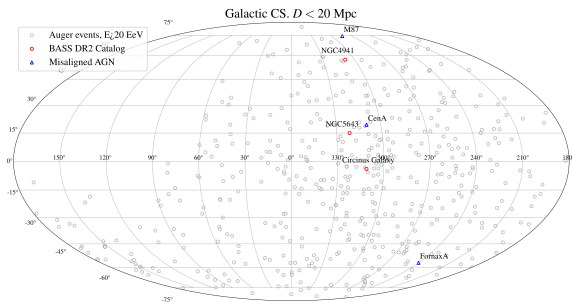 Galactic CS. D < 20 Mpc
Auger events, E¿20 EeV
BASS DR2 Catalog
Misaligned AGN
75°
M87
NGC4941
30°
CenA
NGC5643
15°
Circinus Galaxy
0°
150°
120°
90°
60°
30°
0°
330°
300°
270°
240°
210°
180
-15°
-30°
-45°
FornaxA
-60°
-75°